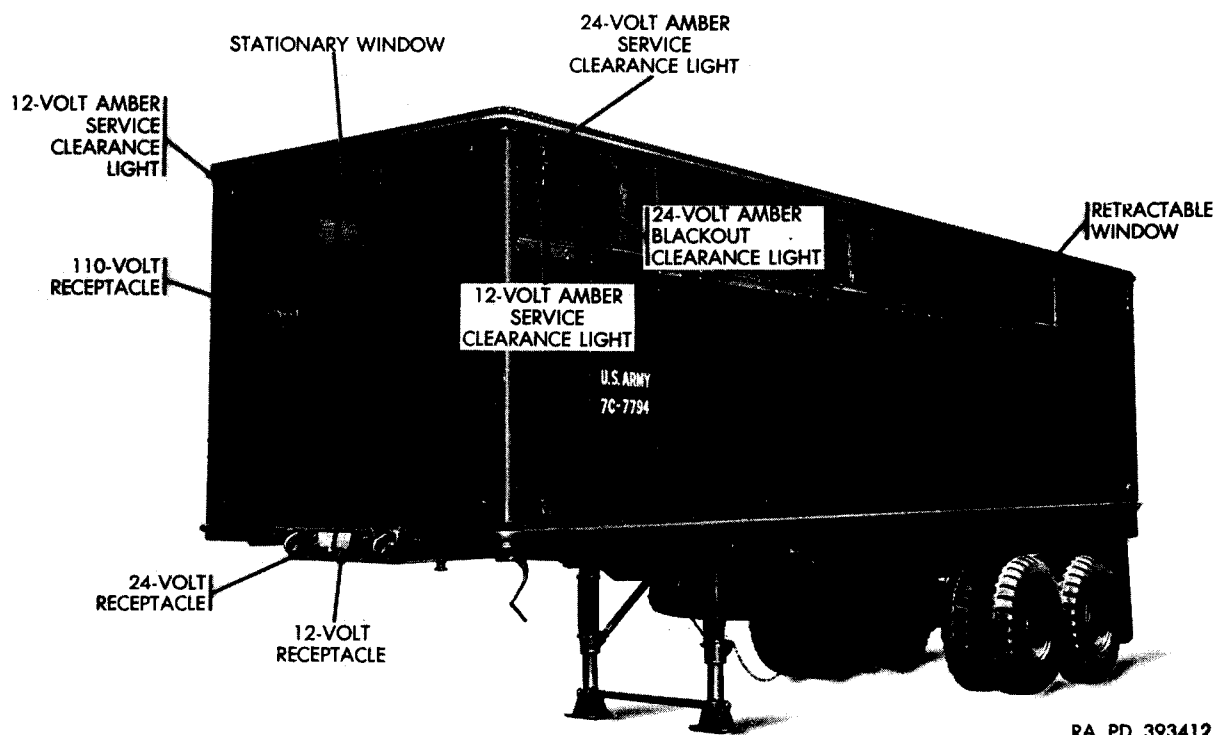 24-VOLT AMBER
SERVICE
CLEARANCE LIGHT
STATIONARY WINDOW
12-VOLT AMBER
SERVICE
CLEARANCE
LIGHT
24-VOLT AMBER
BLACKOUT
CLEARANCE LIGHT
RETRACTABLE
WINDOW
110-VOLT
RECEPTACLE
12-VOLT AMBER
SERVICE
CLEARANCE LIGHT
U.S. ARMY
7C-7794
24-VOLT
RECEPTACLE
12-VOLT
RECEPTACLE
RA PD 393412